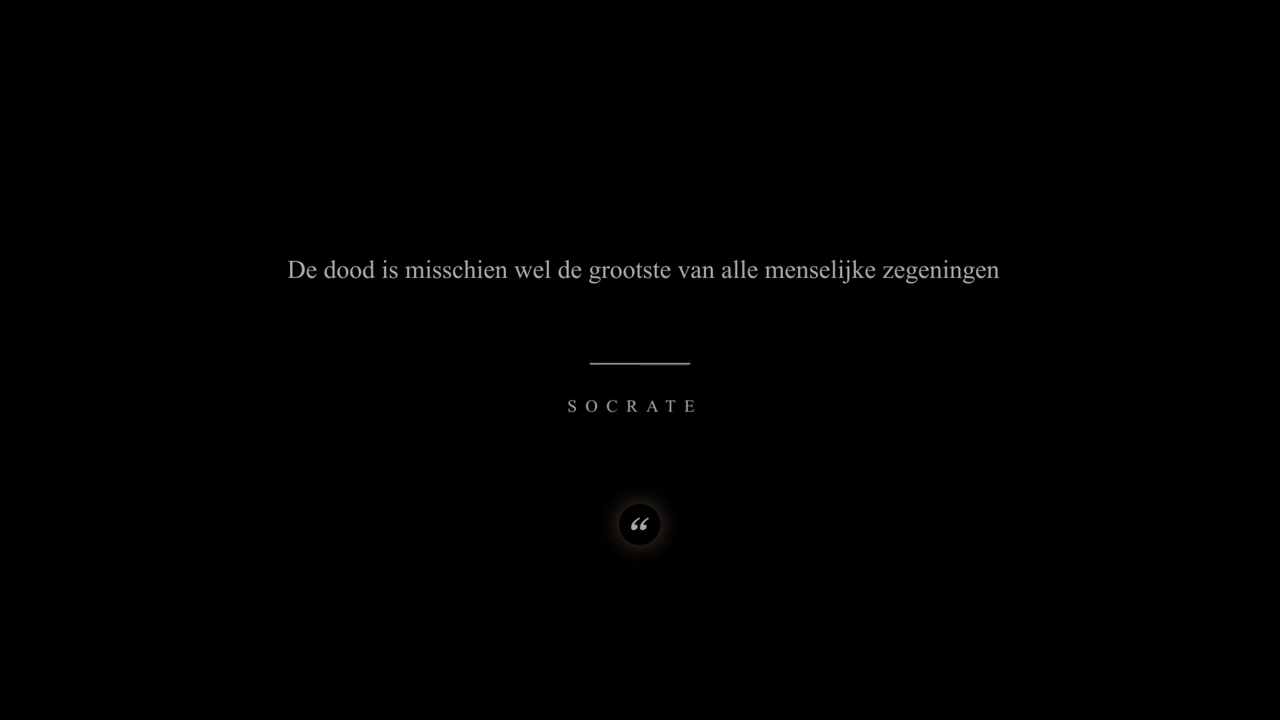 De dood is misschien wel de grootste van alle menselijke zegeningen
SOCRATE
“